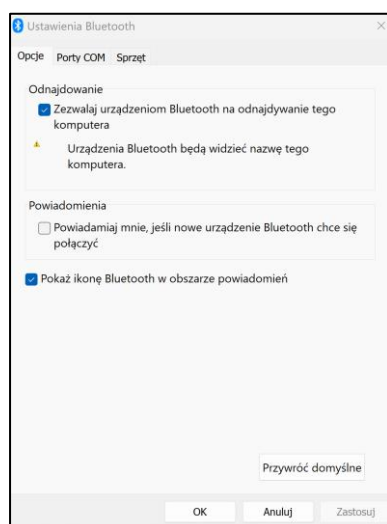 Ustawienia Bluetooth
Opcje Porty COM Sprzęt
Odnajdowanie
Zezwalaj urządzeniom Bluetooth na odnajdywanie tego
komputera
Urządzenia Bluetooth będą widzieć nazwę tego
komputera.
Powiadomienia
Powiadamiaj mnie, jeśli nowe urządzenie Bluetooth chce się
połączyć
Pokaż ikonę Bluetooth w obszarze powiadomień
Przywróć domyślne
OK Anuluj Zastosuj